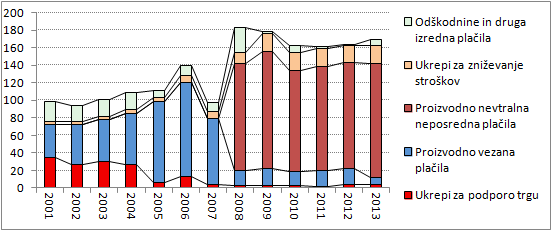 200
180
160
140
120
100
80
60
40
20
0
2001
2002
2003
2004
2005
2006
2007
2008
2009
2010
2011
2012
2013
Odškodnine in druga
izredna plačila
Ukrepi za zniževanje
stroškov
Proizvodno nevtralna
neposredna plačila
Proizvodno vezana
plačila
Ukrepi za podporo trgu